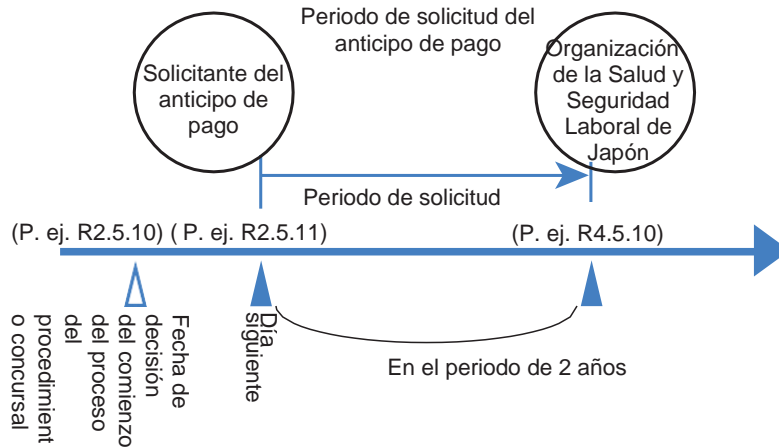 Periodo de solicitud del
anticipo de pago
Solicitante del
anticipo de
pago
Organización
de la Salud y
Seguridad
Laboral de
Japón
Periodo de solicitud
(P. ej. R2.5.10)
( P. ej. R2.5.11)
(P. ej. R4.5.10)
Fecha de
decisión
del comienzo
del proceso
del
procedimient
o concursal
Día
siguiente
En el periodo de 2 años